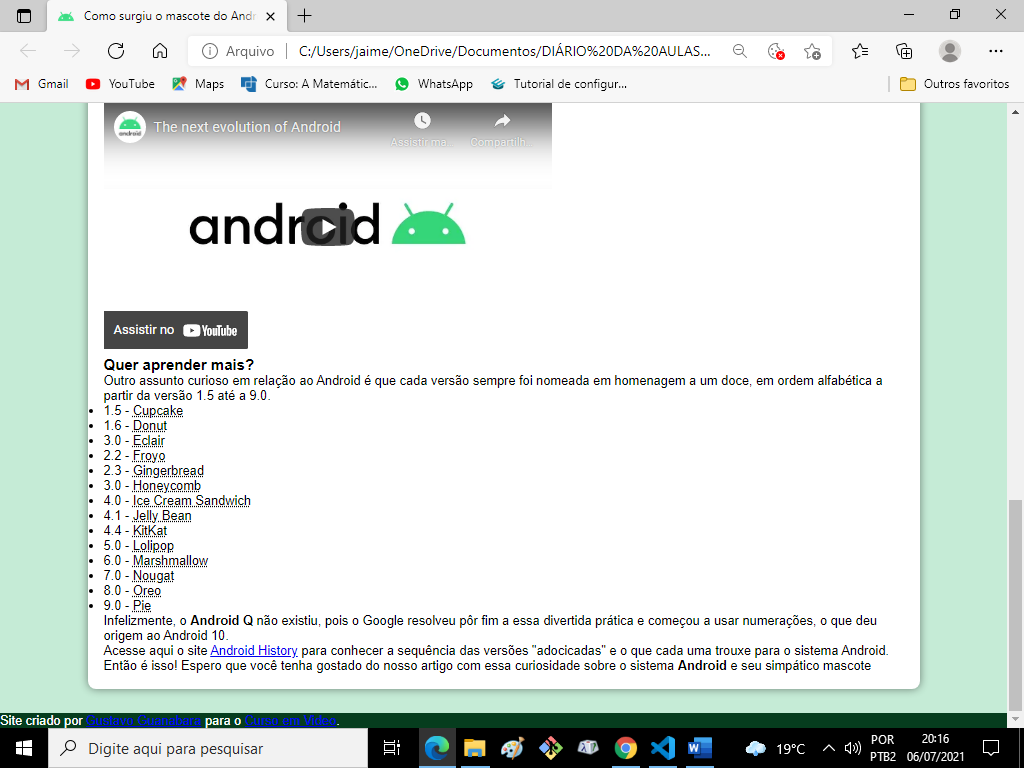 Como surgiu o mascote do Andr
Arquivo
C:/Users/jaime/OneDrive/Documentos/DIÁRIO%20DA%20AULAS...
Gmail
YouTube
Maps
Curso: A Matemátic...
WhatsApp
Tutorial de configur...
Outros favoritos
android
The next evolution of Android
Assistir ma...
Compartilh...
android
Assistir no YouTube
Quer aprender mais?
Outro assunto curioso em relação ao Android é que cada versão sempre foi nomeada em homenagem a um doce, em ordem alfabética a
partir da versão 1.5 até a 9.0.
1.5 - Cupcake
1.6 - Donut
3.0 - Eclair
2.2 - Froyo
2.3 - Gingerbread
3.0 - Honeycomb
4.0 - Ice Cream Sandwich
4.1 - Jelly Bean
4.4 - KitKat
5.0 - Lolipop
6.0 - Marshmallow
7.0 - Nougat
8.0 - Oreo
9.0 - Pie
Infelizmente, o Android Q não existiu, pois o Google resolveu pôr fim a essa divertida prática e começou a usar numerações, o que deu
origem ao Android 10.
Acesse aqui o site Android History para conhecer a sequência das versões "adocicadas" e o que cada uma trouxe para o sistema Android.
Então é isso! Espero que você tenha gostado do nosso artigo com essa curiosidade sobre o sistema Android e seu simpático mascote
Site criado por Gustavo Guanabara para o Curso em Video.
Digite aqui para pesquisar
19°C
POR
PTB2
20:16
06/07/2021